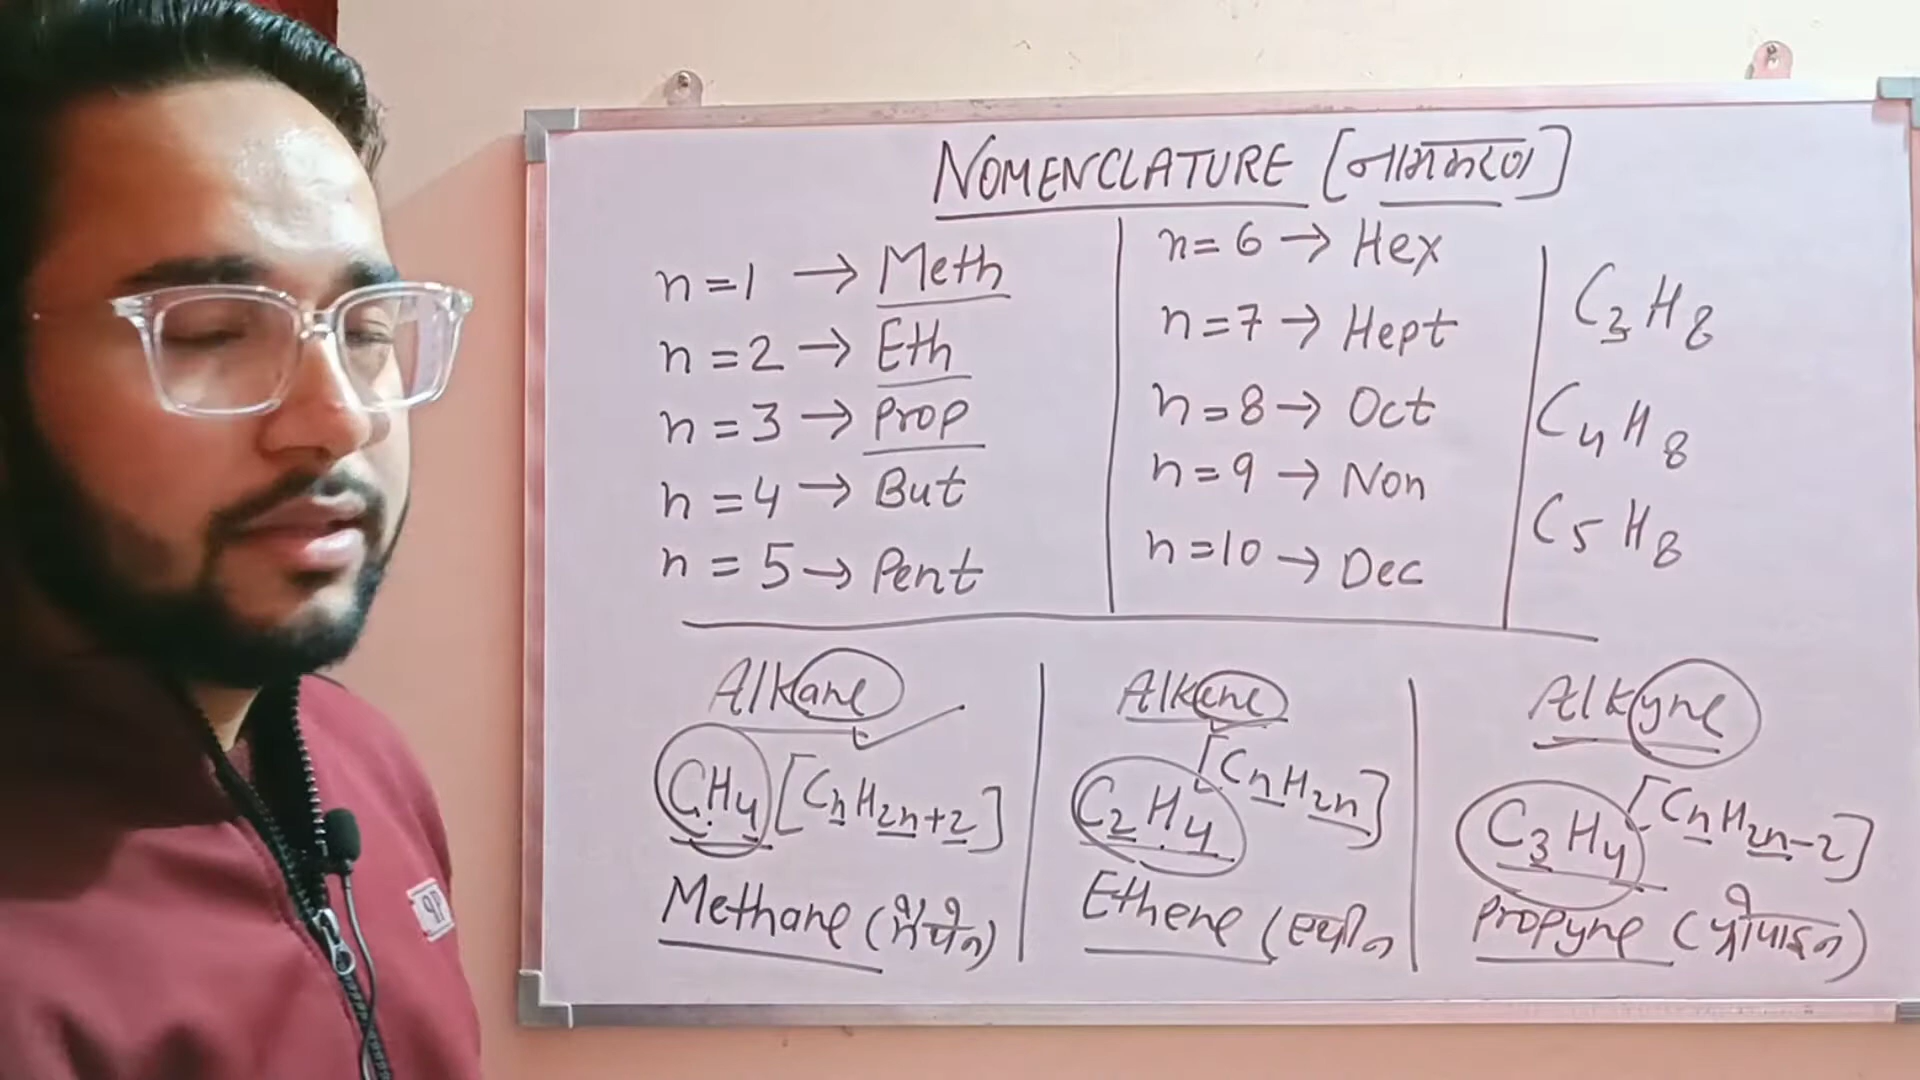 NOMENCLATURE [नामकरण]
n=1 → Meth
n=2 → Eth
n=3 → Prop
n=4 → But
n=5 → Pent
n=6 → Hex
n=7 → Hept
n=8 → Oct
n=9 → Non
n=10 → Dec
C₃H₈
C₄H₈
C₅H₈
Alkane
CH₄ [CₙH₂ₙ₊₂]
Methane (मेथेन)
Alkene
C₂H₄ [CₙH₂ₙ]
Ethene (एथीन
Alkyne
C₃H₄ [CₙH₂ₙ₋₂]
Propyne (प्रोपाइन)